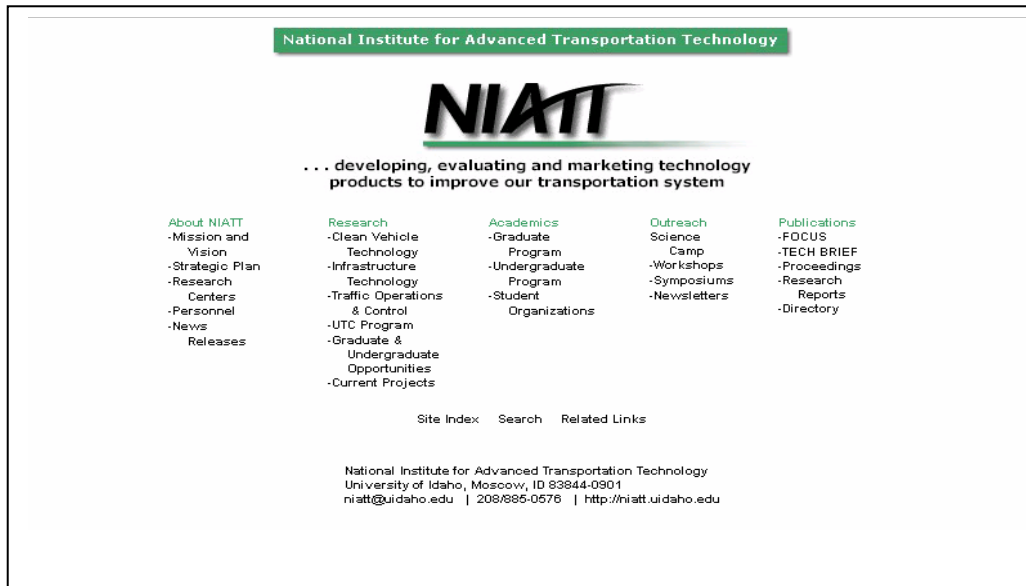 National Institute for Advanced Transportation Technology
NIATT
. . . developing, evaluating and marketing technology
products to improve our transportation system
About NIATT
-Mission and
Vision
-Strategic Plan
-Research
Centers
-Personnel
-News
Releases
Research
-Clean Vehicle
Technology
-Infrastructure
Technology
-Traffic Operations
& Control
-UTC Program
-Graduate &
Undergraduate
Opportunities
-Current Projects
Academics
-Graduate
Program
-Undergraduate
Program
-Student
Organizations
Outreach
Science
Camp
-Workshops
-Symposiums
-Newsletters
Publications
-FOCUS
-TECH BRIEF
-Proceedings
-Research
Reports
-Directory
Site Index Search Related Links
National Institute for Advanced Transportation Technology
University of Idaho, Moscow, ID 83844-0901
niatt@uidaho.edu | 208/885-0576 | http://niatt.uidaho.edu